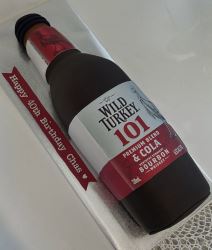 Happy 40th Birthday Chas
WILD
TURKEY
101
PREMIUM BLEND
& COLA
BOURBON